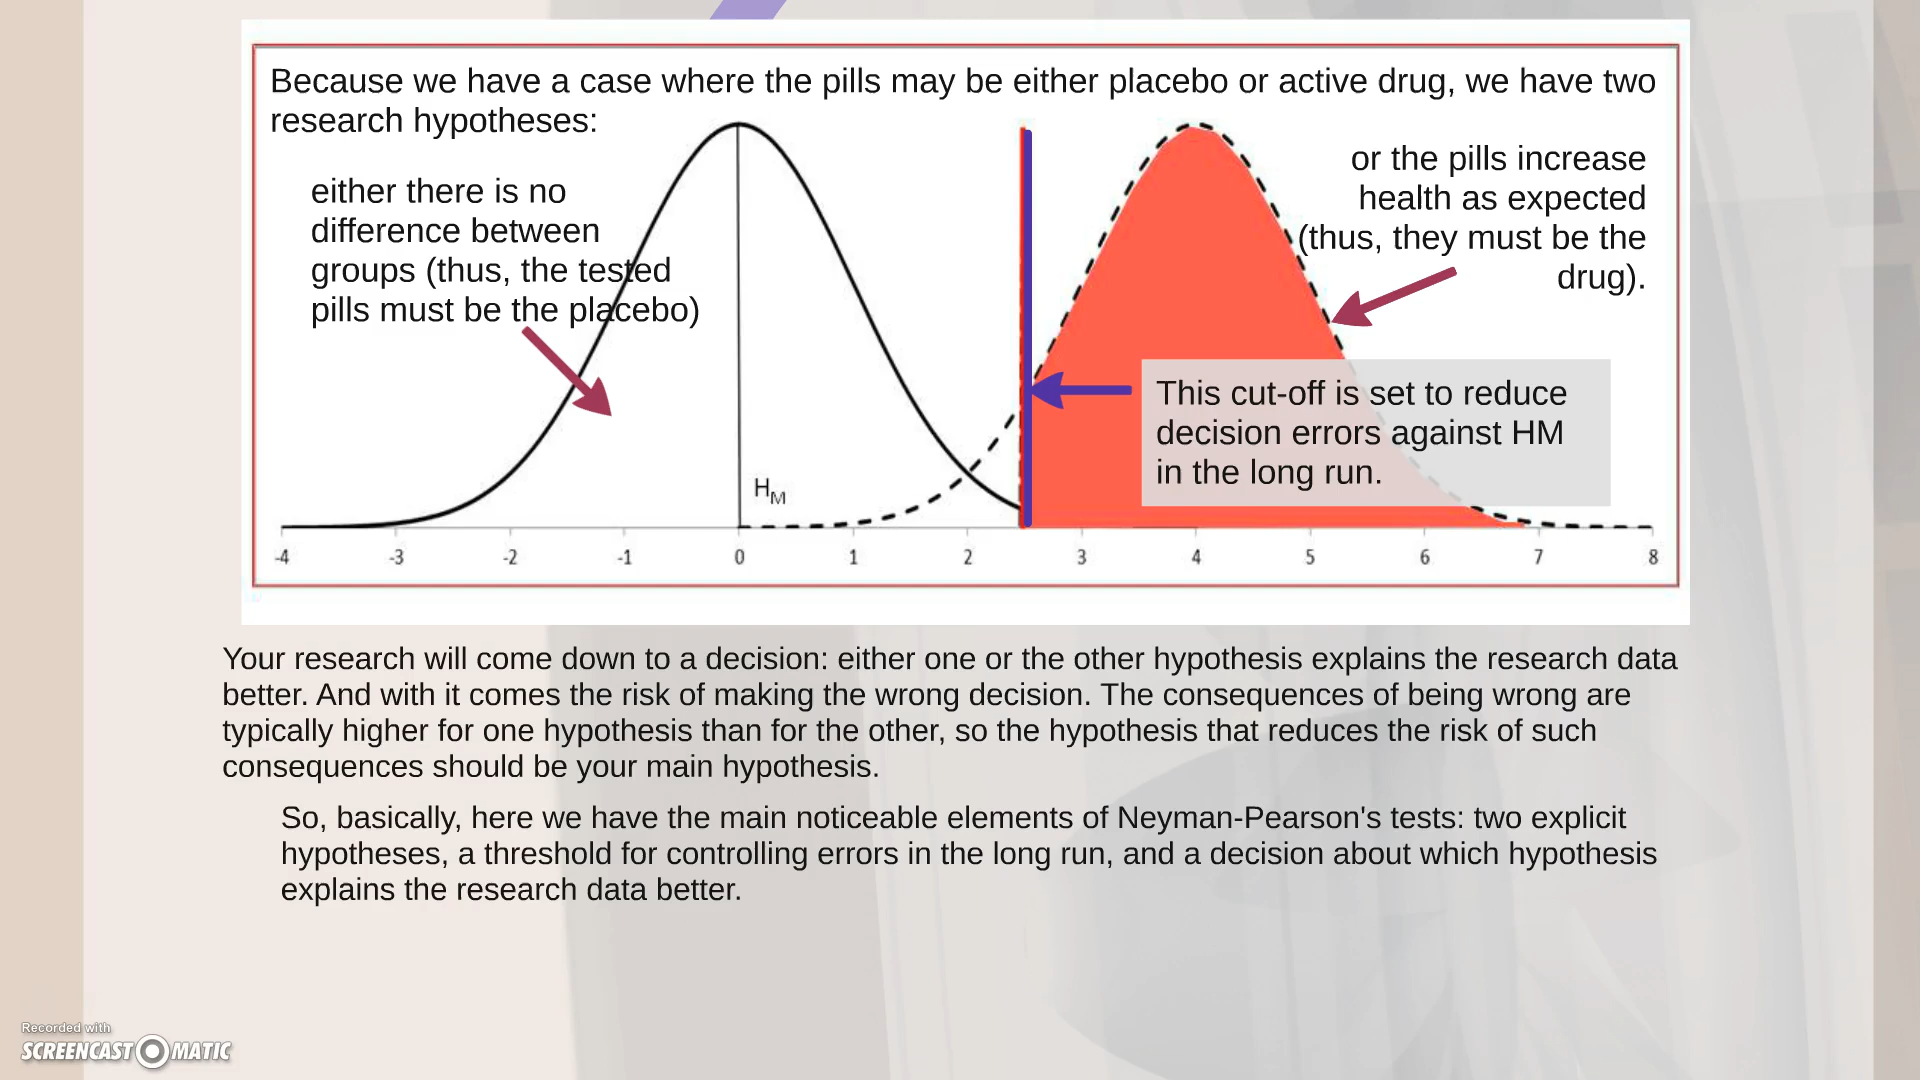 Because we have a case where the pills may be either placebo or active drug, we have two
research hypotheses:
either there is no
difference between
groups (thus, the tested
pills must be the placebo)
or the pills increase
health as expected
(thus, they must be the
drug).
This cut-off is set to reduce
decision errors against HM
in the long run.
HM
-4 -3 -2 -1 0 1 2 3 4 5 6 7 8
Your research will come down to a decision: either one or the other hypothesis explains the research data
better. And with it comes the risk of making the wrong decision. The consequences of being wrong are
typically higher for one hypothesis than for the other, so the hypothesis that reduces the risk of such
consequences should be your main hypothesis.
So, basically, here we have the main noticeable elements of Neyman-Pearson's tests: two explicit
hypotheses, a threshold for controlling errors in the long run, and a decision about which hypothesis
explains the research data better.
Recorded with
SCREENCAST MATIC